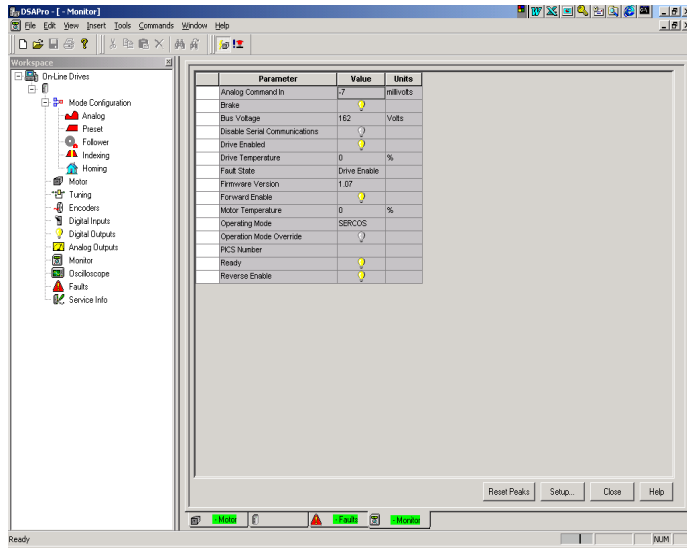 DSAPro - [ - Monitor]
File Edit View Insert Tools Commands Window Help
Workspace
On-Line Drives
Mode Configuration
Analog
Preset
Follower
Indexing
Homing
Motor
Tuning
Encoders
Digital Inputs
Digital Outputs
Analog Outputs
Monitor
Oscilloscope
Faults
Service Info
Parameter Value Units
Analog Command In -7 millivolts
Brake
Bus Voltage 162 Volts
Disable Serial Communications
Drive Enabled
Drive Temperature 0 %
Fault State Drive Enable
Firmware Version 1.07
Forward Enable
Motor Temperature 0 %
Operating Mode SERCOS
Operation Mode Override
PICS Number
Ready
Reverse Enable
Reset Peaks Setup... Close Help
- Motor - Faults - Monitor
Ready NUM